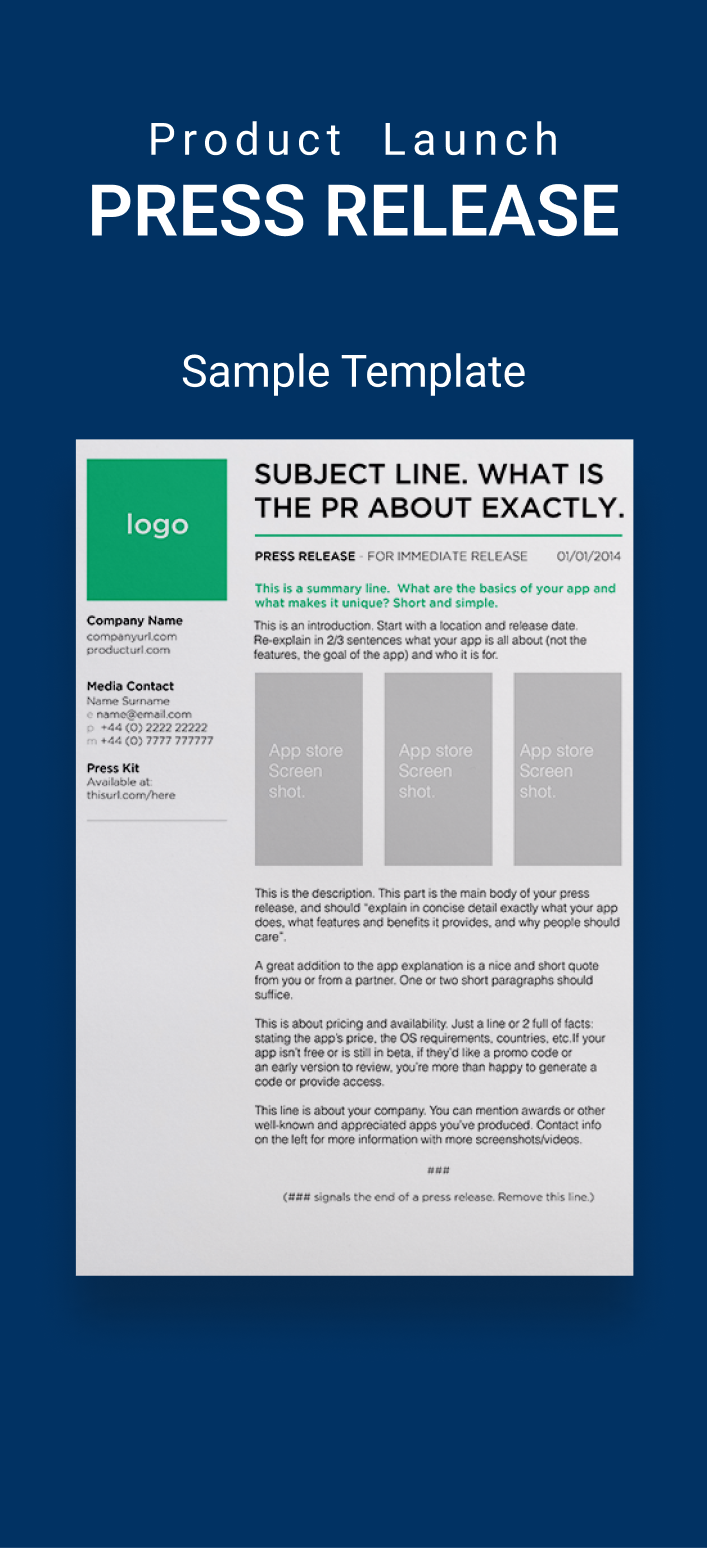 Product Launch
PRESS RELEASE
Sample Template
logo
Company Name
companyurl.com
producturl.com
Media Contact
Name Surname
e name@email.com
p +44 (0) 2222 22222
m +44 (0) 7777 777777
Press Kit
Available at:
thisurl.com/here
SUBJECT LINE. WHAT IS
THE PR ABOUT EXACTLY.
PRESS RELEASE - FOR IMMEDIATE RELEASE 01/01/2014
This is a summary line. What are the basics of your app and
what makes it unique? Short and simple.
This is an introduction. Start with a location and release date.
Re-explain in 2/3 sentences what your app is all about (not the
features, the goal of the app) and who it is for.
App store
Screen
shot.
App store
Screen
shot.
App store
Screen
shot.
This is the description. This part is the main body of your press
release, and should "explain in concise detail exactly what your app
does, what features and benefits it provides, and why people should
care".
A great addition to the app explanation is a nice and short quote
from you or from a partner. One or two short paragraphs should
suffice.
This is about pricing and availability. Just a line or 2 full of facts:
stating the app's price, the OS requirements, countries, etc.If your
app isn't free or is still in beta, if they'd like a promo code or
an early version to review, you're more than happy to generate a
code or provide access.
This line is about your company. You can mention awards or other
well-known and appreciated apps you've produced. Contact info
on the left for more information with more screenshots/videos.
###
(### signals the end of a press release. Remove this line.)